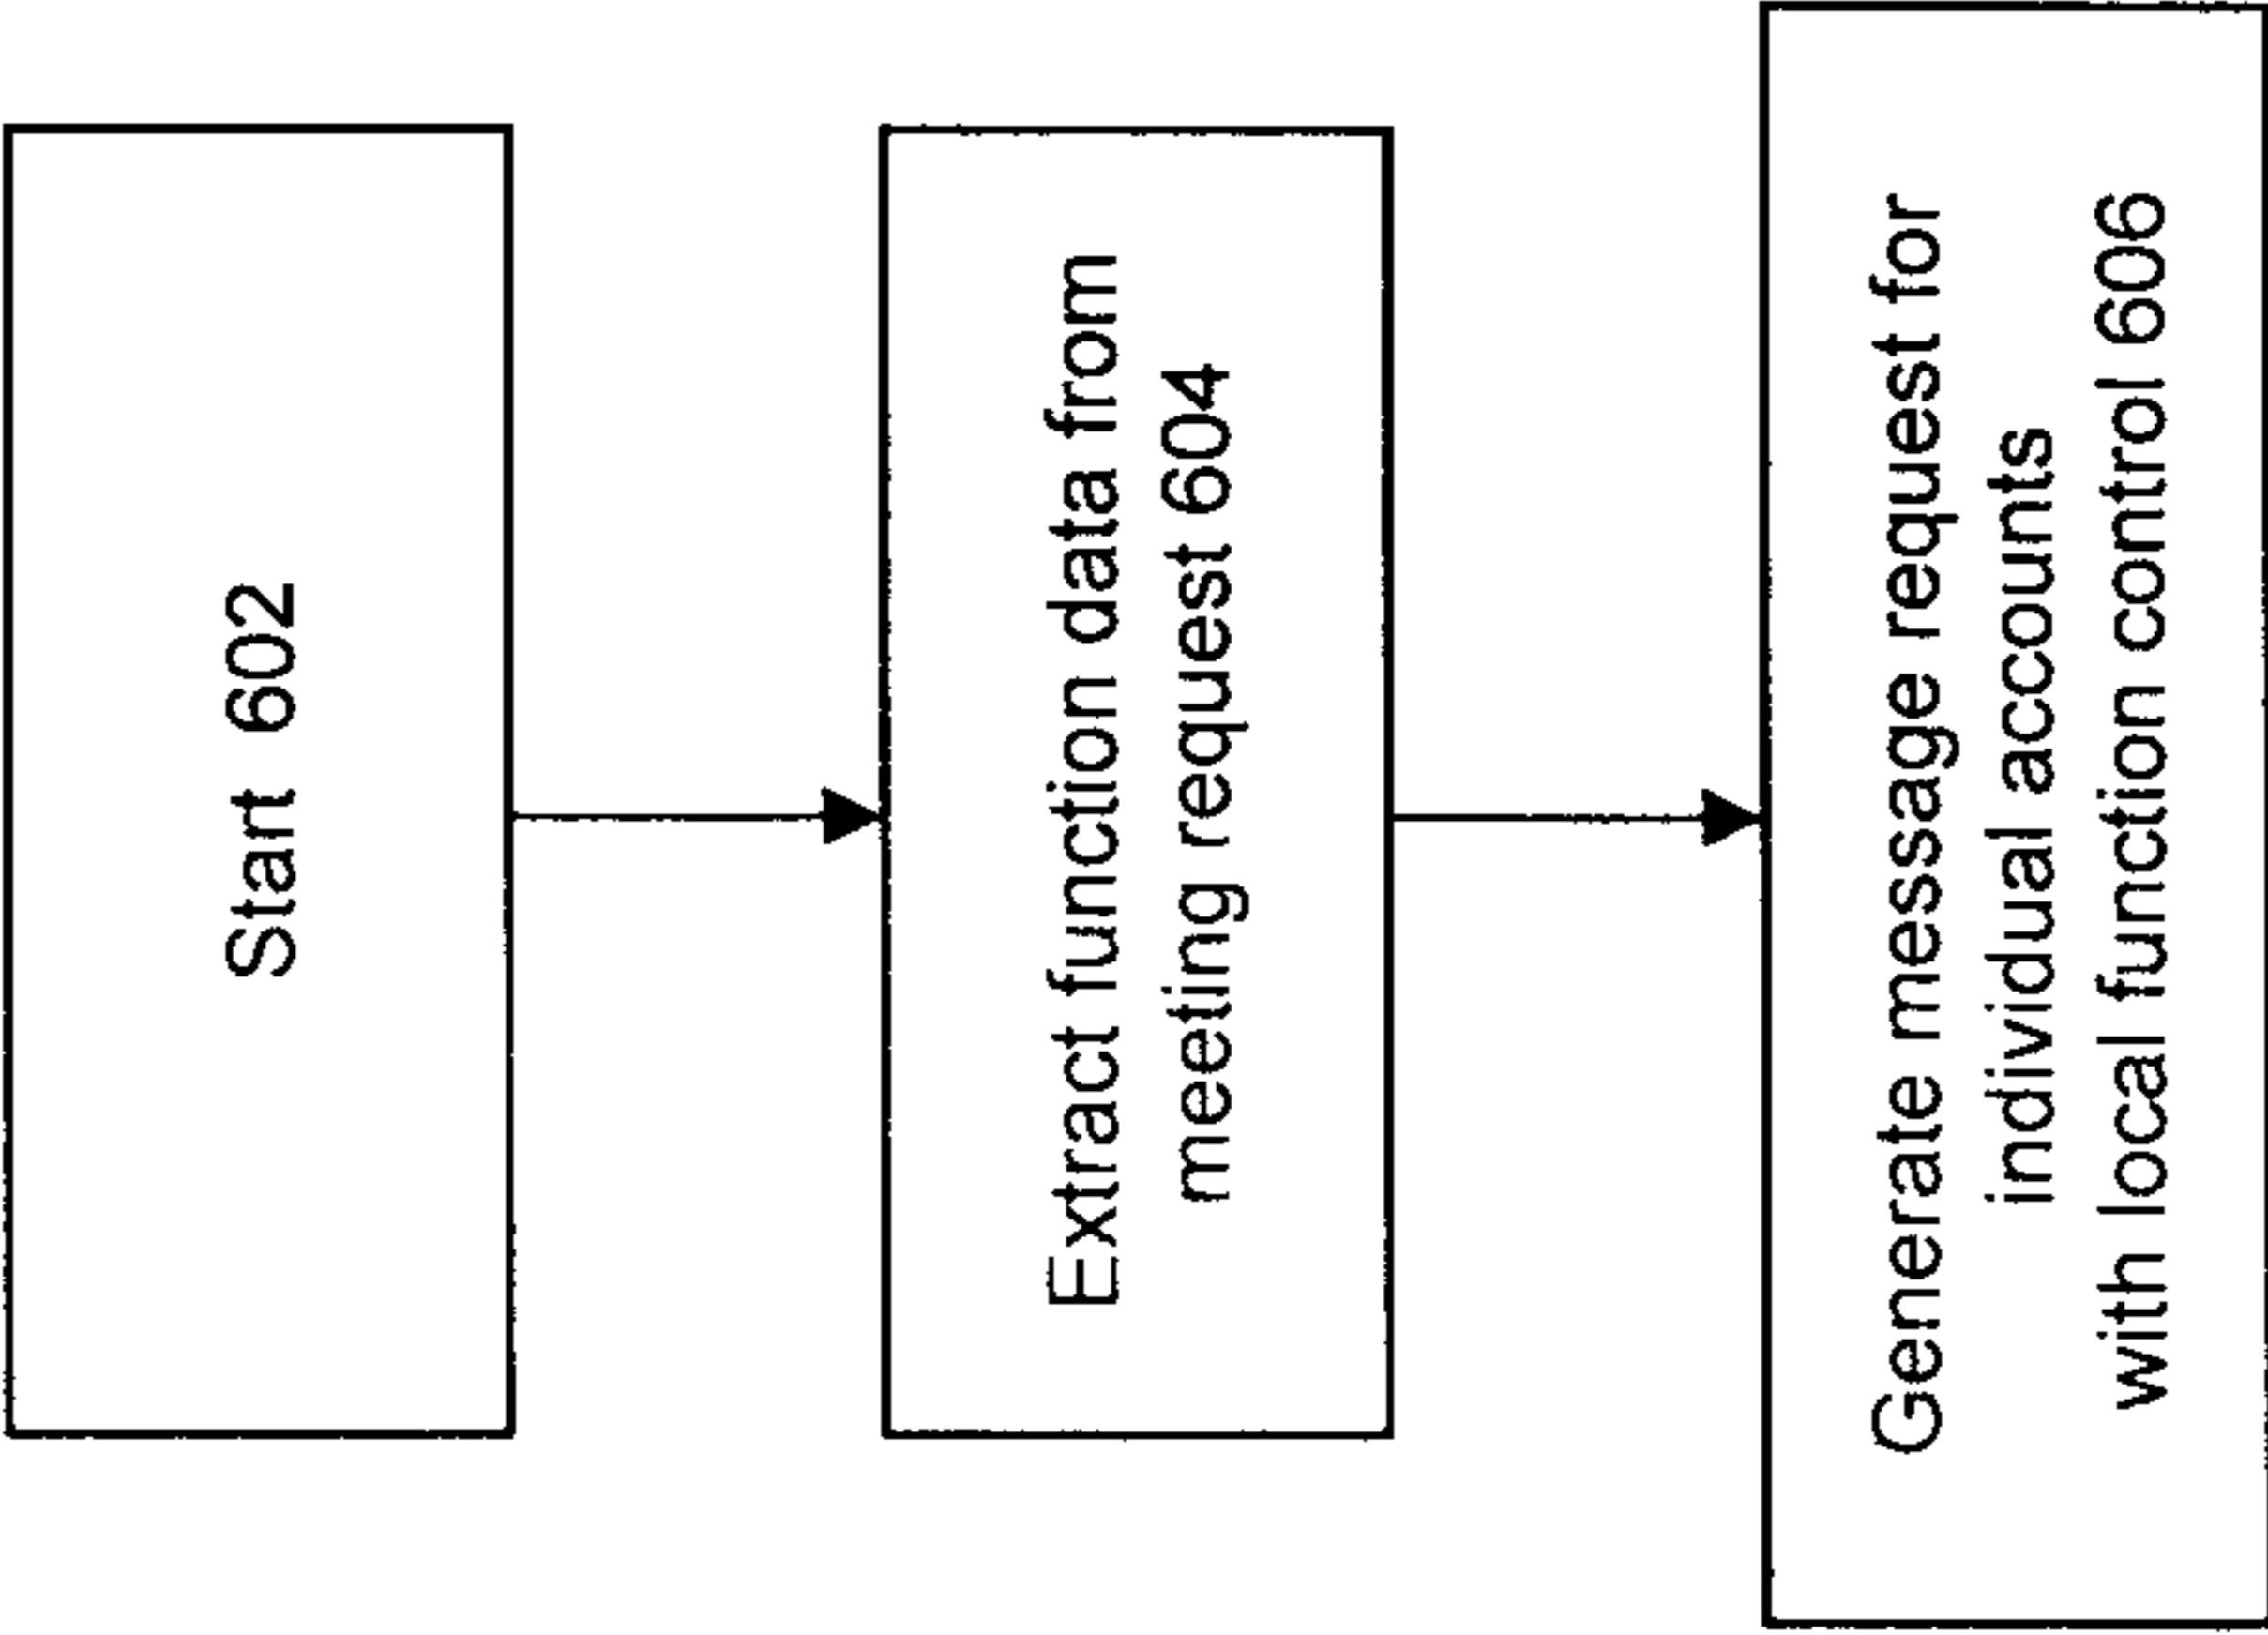 Start 602
Extract function data from
meeting request 604
Generate message request for
individual accounts
with local function control 606